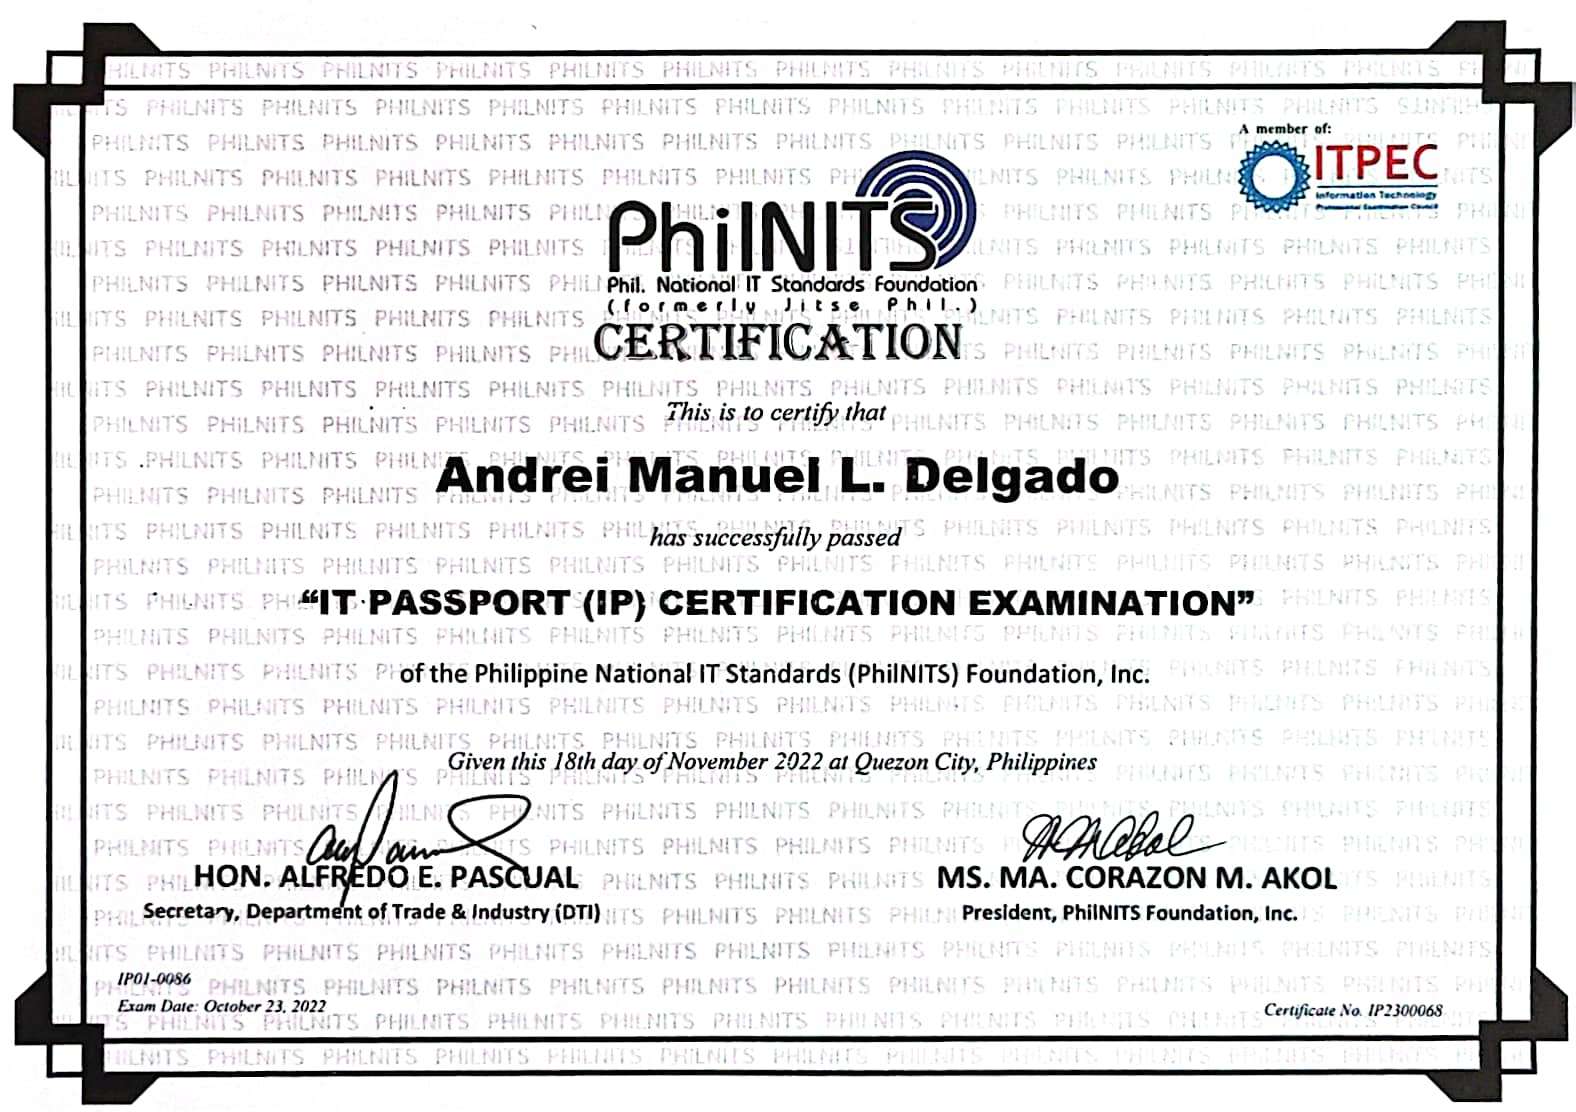 A member of:
ITPEC
Information Technology
Professional Examination Council
PhilNITS
Phil. National IT Standards Foundation
(formerly Jitse Phil.)
CERTIFICATION
This is to certify that
Andrei Manuel L. Delgado
has successfully passed
“IT PASSPORT (IP) CERTIFICATION EXAMINATION”
of the Philippine National IT Standards (PhilNITS) Foundation, Inc.
Given this 18th day of November 2022 at Quezon City, Philippines
HON. ALFREDO E. PASCUAL
MS. MA. CORAZON M. AKOL
Secretary, Department of Trade & Industry (DTI)
President, PhilNITS Foundation, Inc.
IP01-0086
Exam Date: October 23, 2022
Certificate No. IP2300068